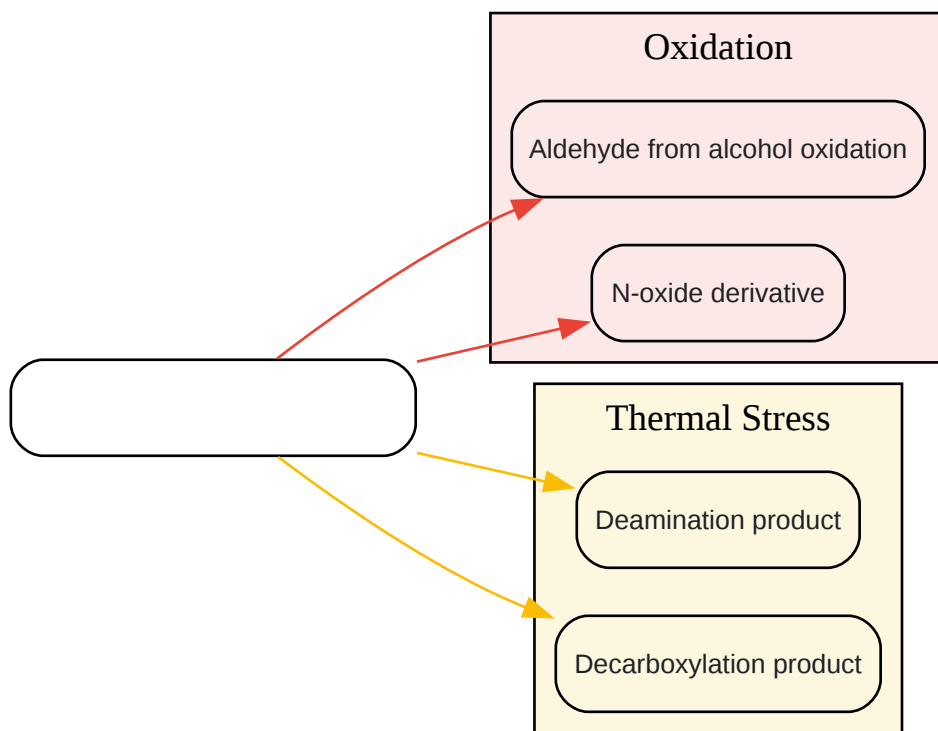 Oxidation
Aldehyde from alcohol oxidation
N-oxide derivative
Thermal Stress
Deamination product
Decarboxylation product